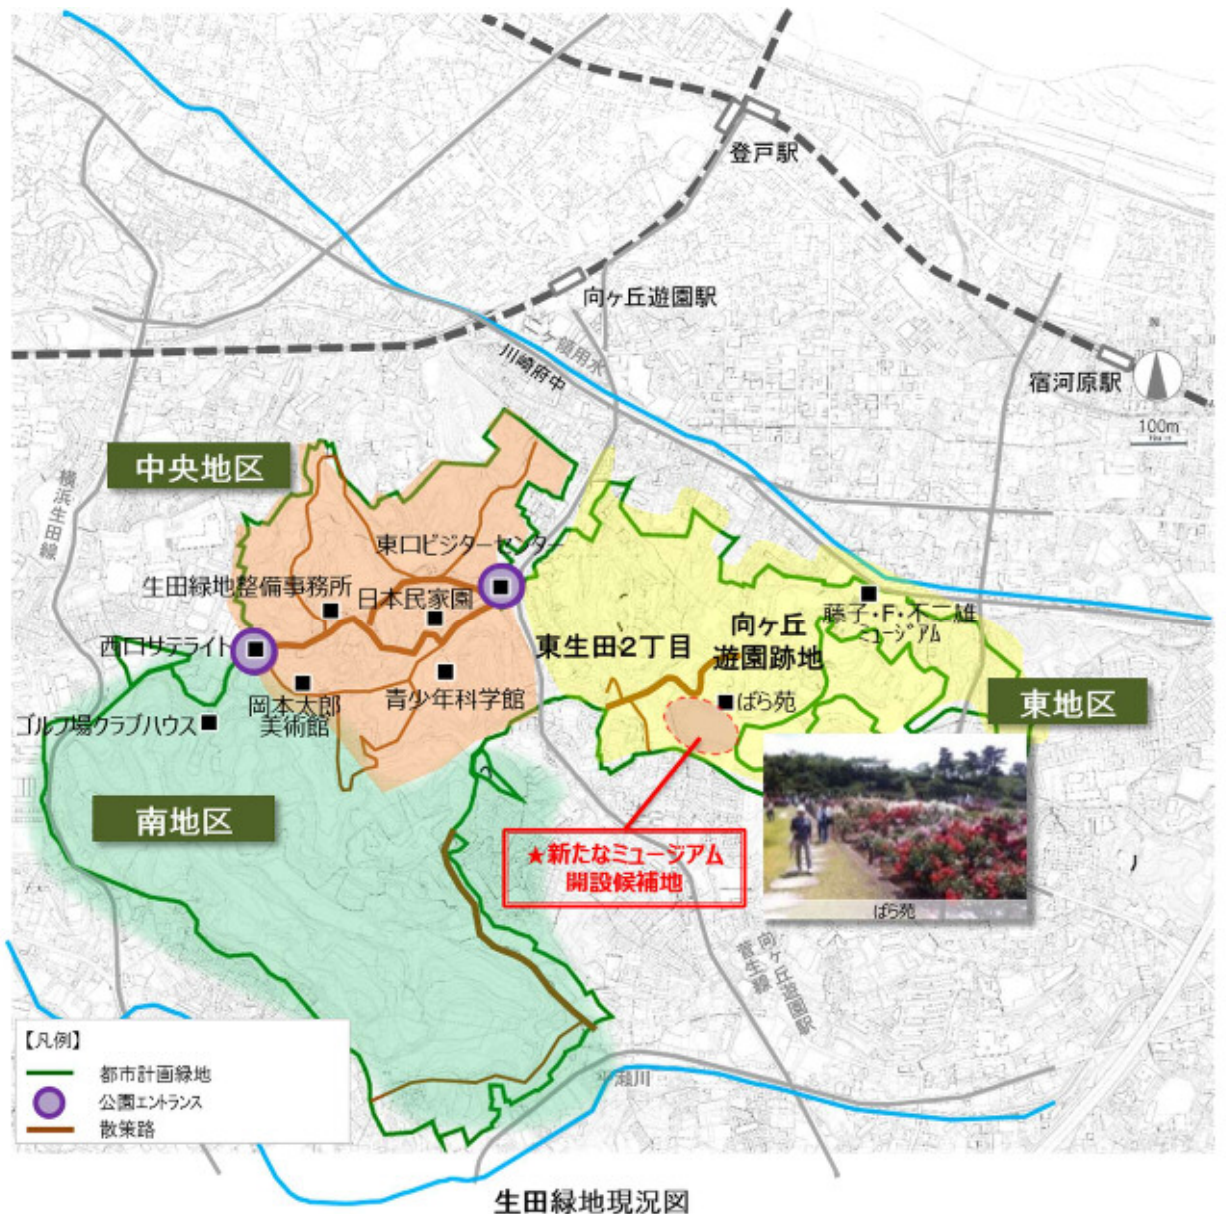 登戸駅
向ヶ丘遊園駅
二ヶ領用水
川崎府中
宿河原駅
N
100m
中央地区
横浜生田線
東口ビジターセンター
生田緑地整備事務所
日本民家園
西口サテライト
岡本太郎
美術館
青少年科学館
ゴルフ場クラブハウス
東生田2丁目
向ヶ丘
遊園跡地
藤子・F・不二雄
ミュージアム
ばら苑
東地区
南地区
★新たなミュージアム
開設候補地
ばら苑
向ヶ丘遊園駅
菅生線
平瀬川
【凡例】
都市計画緑地
公園エントランス
散策路
生田緑地現況図